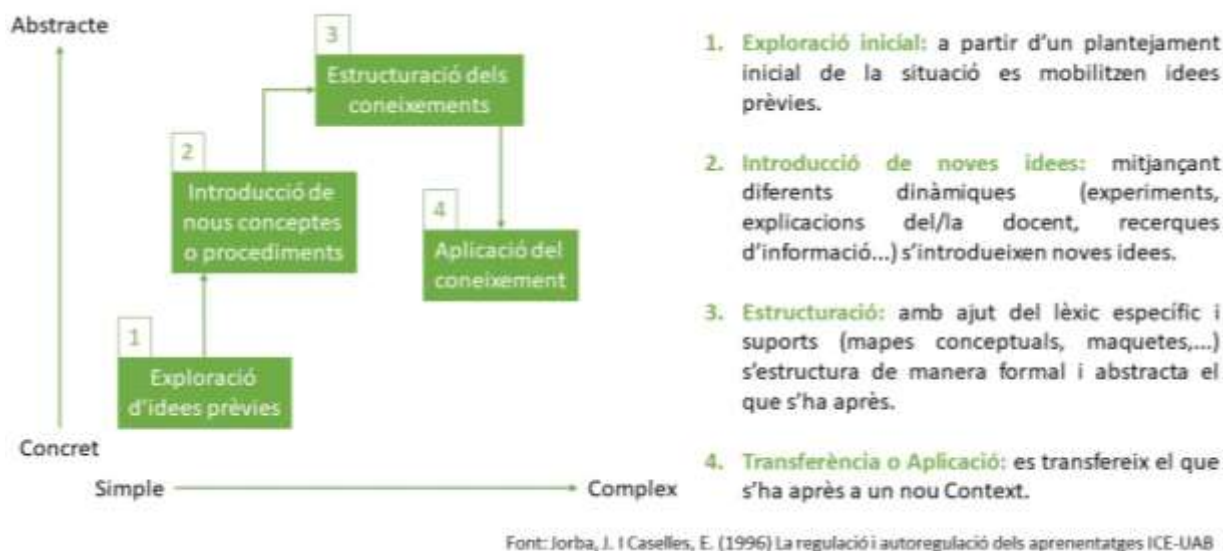 Abstracte
3
Estructuració dels
coneixements
2
Introducció de
nous conceptes
o procediments
4
Aplicació del
coneixement
1
Exploració
d'idees prèvies
Concret
Simple
Complex
1. Exploració inicial: a partir d'un plantejament
inicial de la situació es mobilitzen idees
prèvies.
2. Introducció de noves idees: mitjançant
diferents dinàmiques (experiments,
explicacions del/la docent, recerques
d'informació...) s'introdueixen noves idees.
3. Estructuració: amb ajut del lèxic específic i
suports (mapes conceptuals, maquetes,...)
s'estructura de manera formal i abstracta el
que s'ha après.
4. Transferència o Aplicació: es transfereix el que
s'ha après a un nou Context.
Font: Jorba, J. I Caselles, E. (1996) La regulació i autoregulació dels aprenentatges ICE-UAB